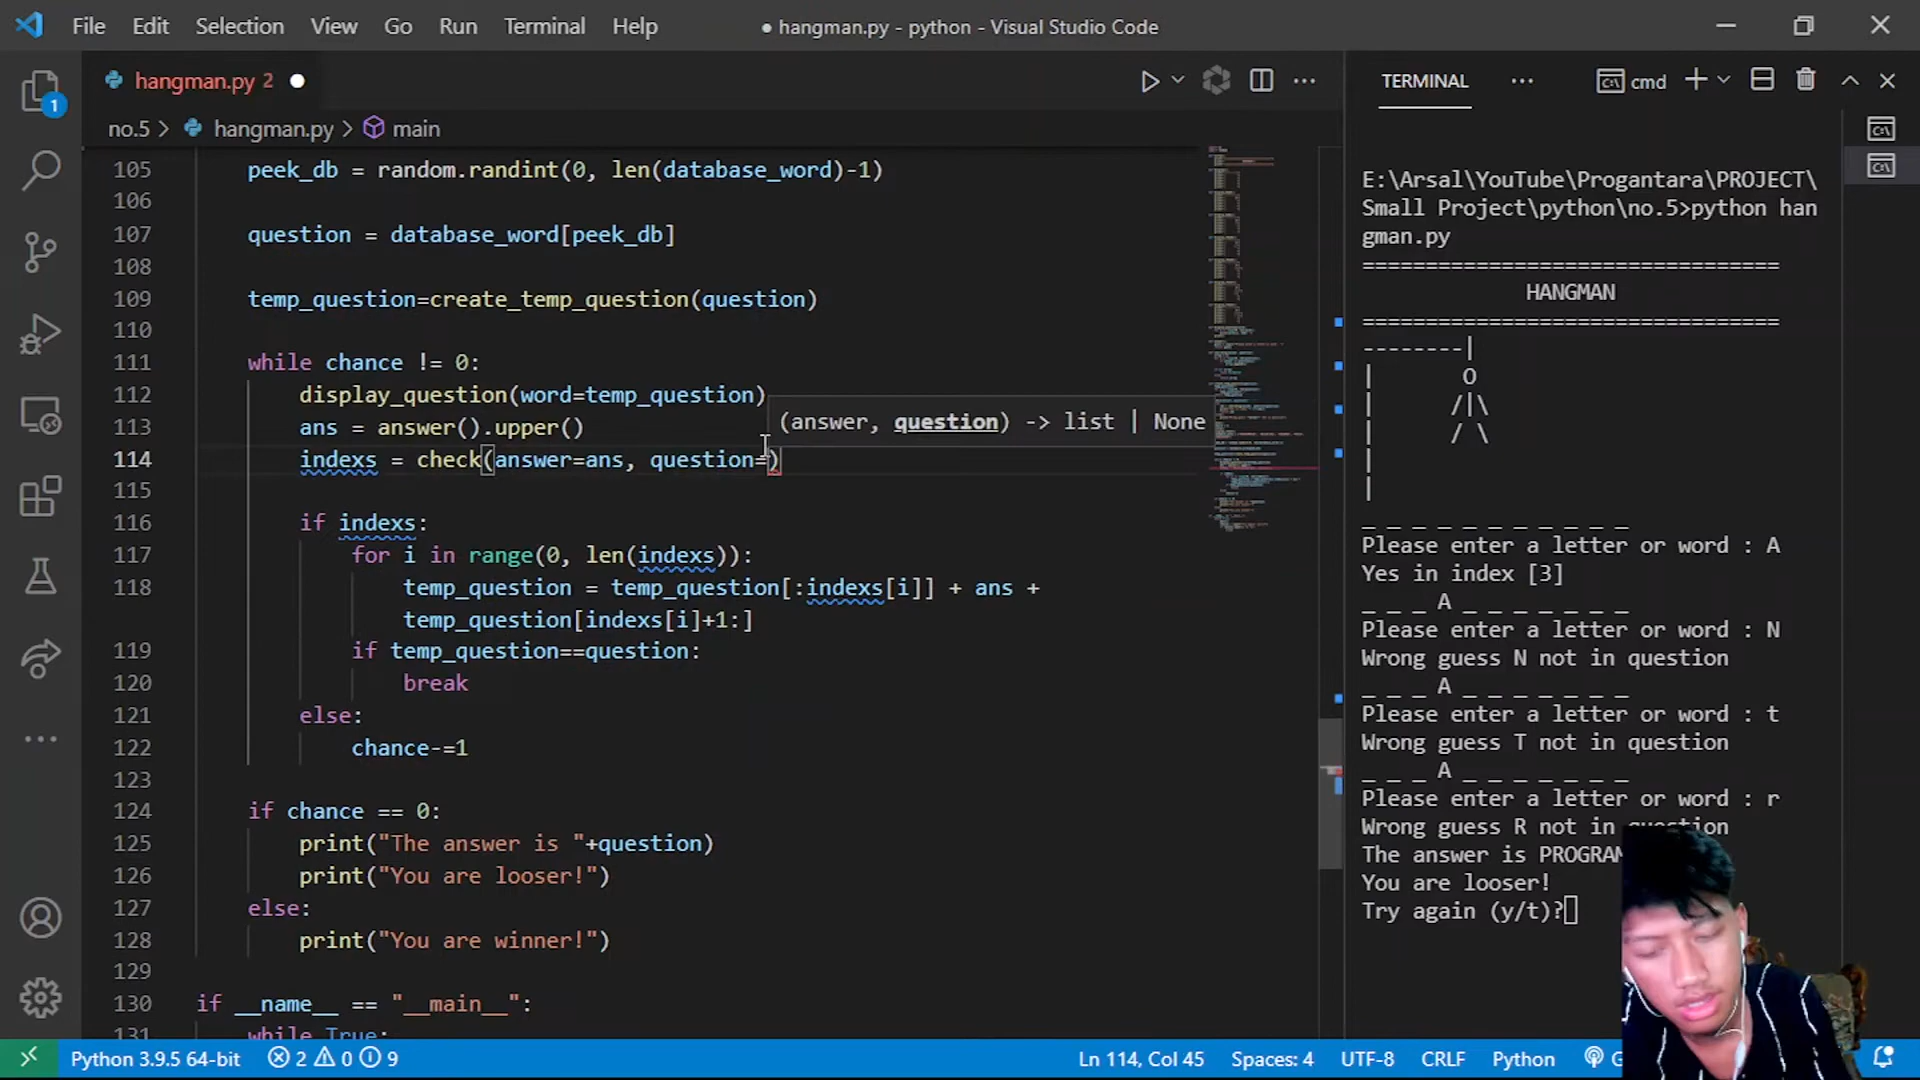 File Edit Selection View Go Run Terminal Help
● hangman.py - python - Visual Studio Code
hangman.py 2
TERMINAL
cmd
no.5 > hangman.py > main
1
105 peek_db = random.randint(0, len(database_word)-1)
106
107 question = database_word[peek_db]
108
109 temp_question=create_temp_question(question)
110
111 while chance != 0:
112 display_question(word=temp_question)
(answer, question) -> list | None
113 ans = answer().upper()
114 indexs = check(answer=ans, question=)
115
116 if indexs:
117 for i in range(0, len(indexs)):
118 temp_question = temp_question[:indexs[i]] + ans +
temp_question[indexs[i]+1:]
119 if temp_question==question:
120 break
121 else:
122 chance-=1
123
124 if chance == 0:
125 print("The answer is "+question)
126 print("You are looser!")
127 else:
128 print("You are winner!")
129
130 if __name__ == "__main__":
131 while True:
E:\Arsal\YouTube\Progantara\PROJECT\
Small Project\python\no.5>python han
gman.py
===============================
HANGMAN
===============================
--------|
| O
| /|\
| / \
|
|
_ _ _ _ _ _ _ _ _ _ _
Please enter a letter or word : A
Yes in index [3]
_ _ _ A _ _ _ _ _ _ _
Please enter a letter or word : N
Wrong guess N not in question
_ _ _ A _ _ _ _ _ _ _
Please enter a letter or word : t
Wrong guess T not in question
_ _ _ A _ _ _ _ _ _ _
Please enter a letter or word : r
Wrong guess R not in question
The answer is PROGRAM
You are looser!
Try again (y/t)?
Python 3.9.5 64-bit 2 0 9
Ln 114, Col 45 Spaces: 4 UTF-8 CRLF Python G